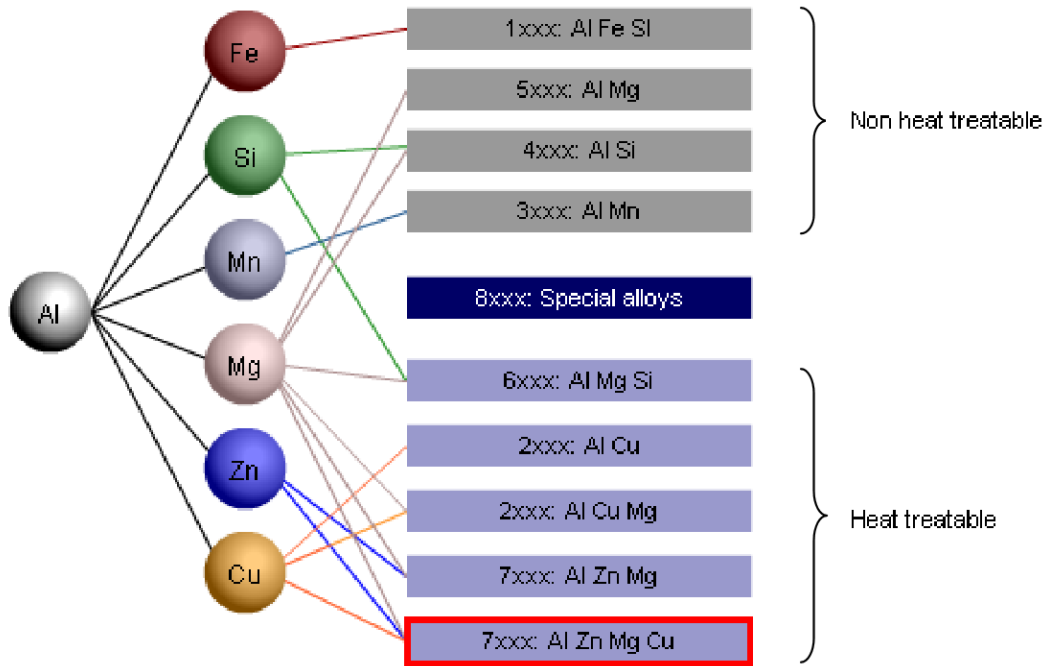 Fe
1xxx: Al Fe SI
5xxx: Al Mg
Non heat treatable
Si
4xxx: Al Si
3xxx: Al Mn
Mn
8xxx: Special alloys
Al
Mg
6xxx: Al Mg Si
2xxx: Al Cu
Zn
2xxx: Al Cu Mg
Heat treatable
Cu
7xxx: Al Zn Mg
7xxx: Al Zn Mg Cu